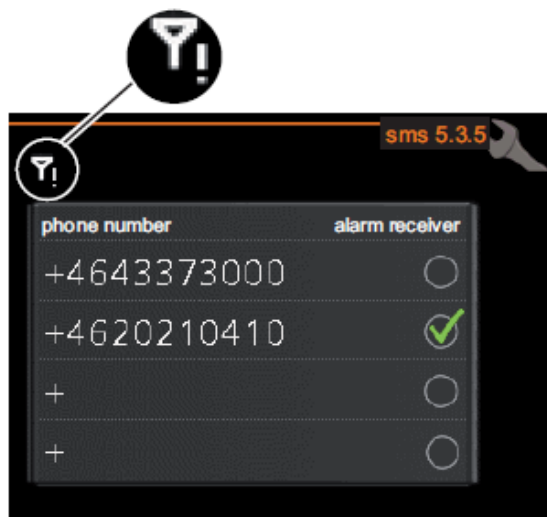 sms 5.3.5
phone number alarm receiver
+4643373000
+4620210410
+
+